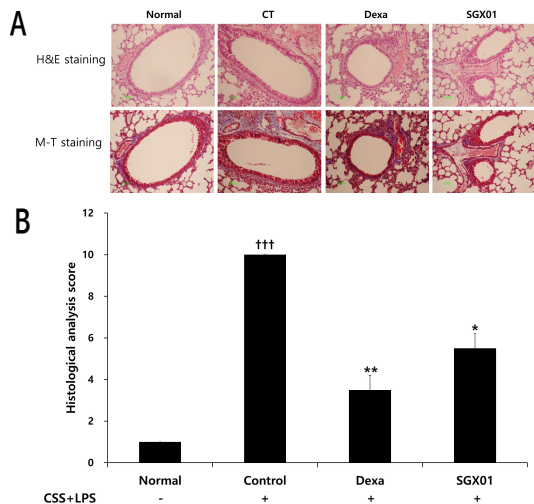 A
Normal CT Dexa SGX01
H&E staining
M-T staining
B
Histological analysis score
12
10
8
6
4
2
0
†††
**
*
Normal Control Dexa SGX01
CSS+LPS - + + +